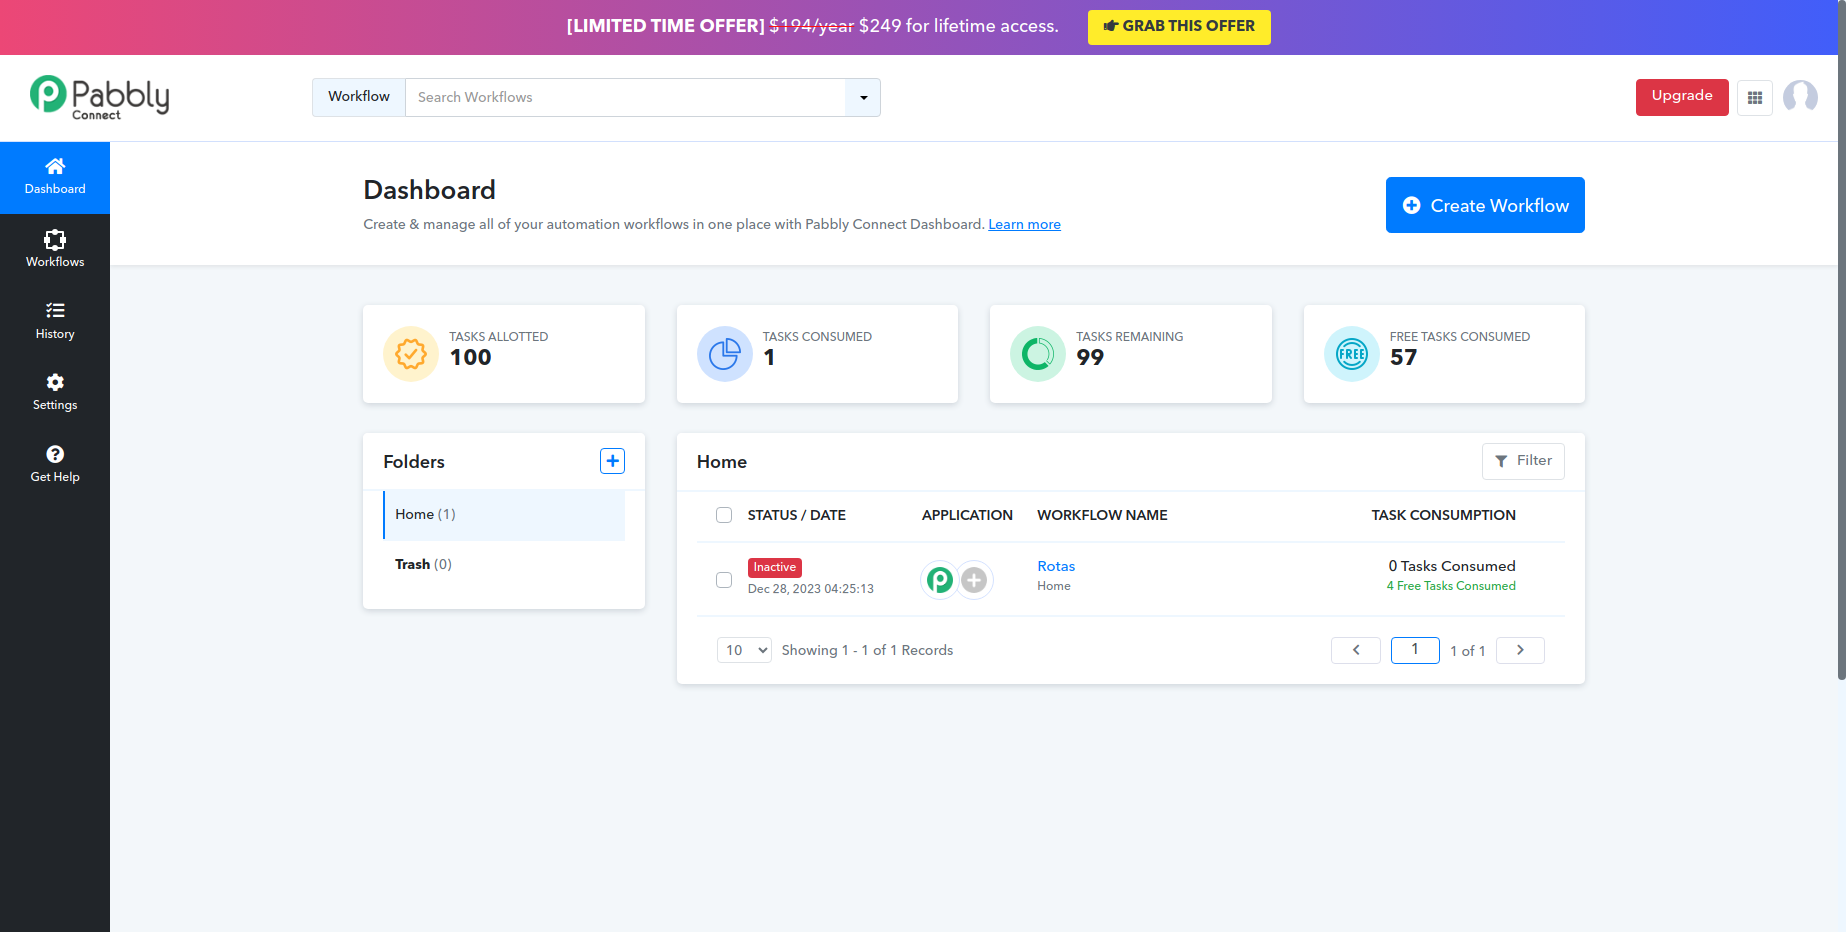 [LIMITED TIME OFFER] $194/year $249 for lifetime access.
GRAB THIS OFFER
Pabbly
Connect
Workflow
Search Workflows
Upgrade
Dashboard
Workflows
History
Settings
Get Help
Dashboard
Create & manage all of your automation workflows in one place with Pabbly Connect Dashboard. Learn more
Create Workflow
TASKS ALLOTTED
100
TASKS CONSUMED
1
TASKS REMAINING
99
FREE
FREE TASKS CONSUMED
57
Folders
Home (1)
Trash (0)
Home
Filter
STATUS / DATE APPLICATION WORKFLOW NAME TASK CONSUMPTION
Inactive
Dec 28, 2023 04:25:13
Rotas
Home
0 Tasks Consumed
4 Free Tasks Consumed
10 Showing 1 - 1 of 1 Records
1 1 of 1